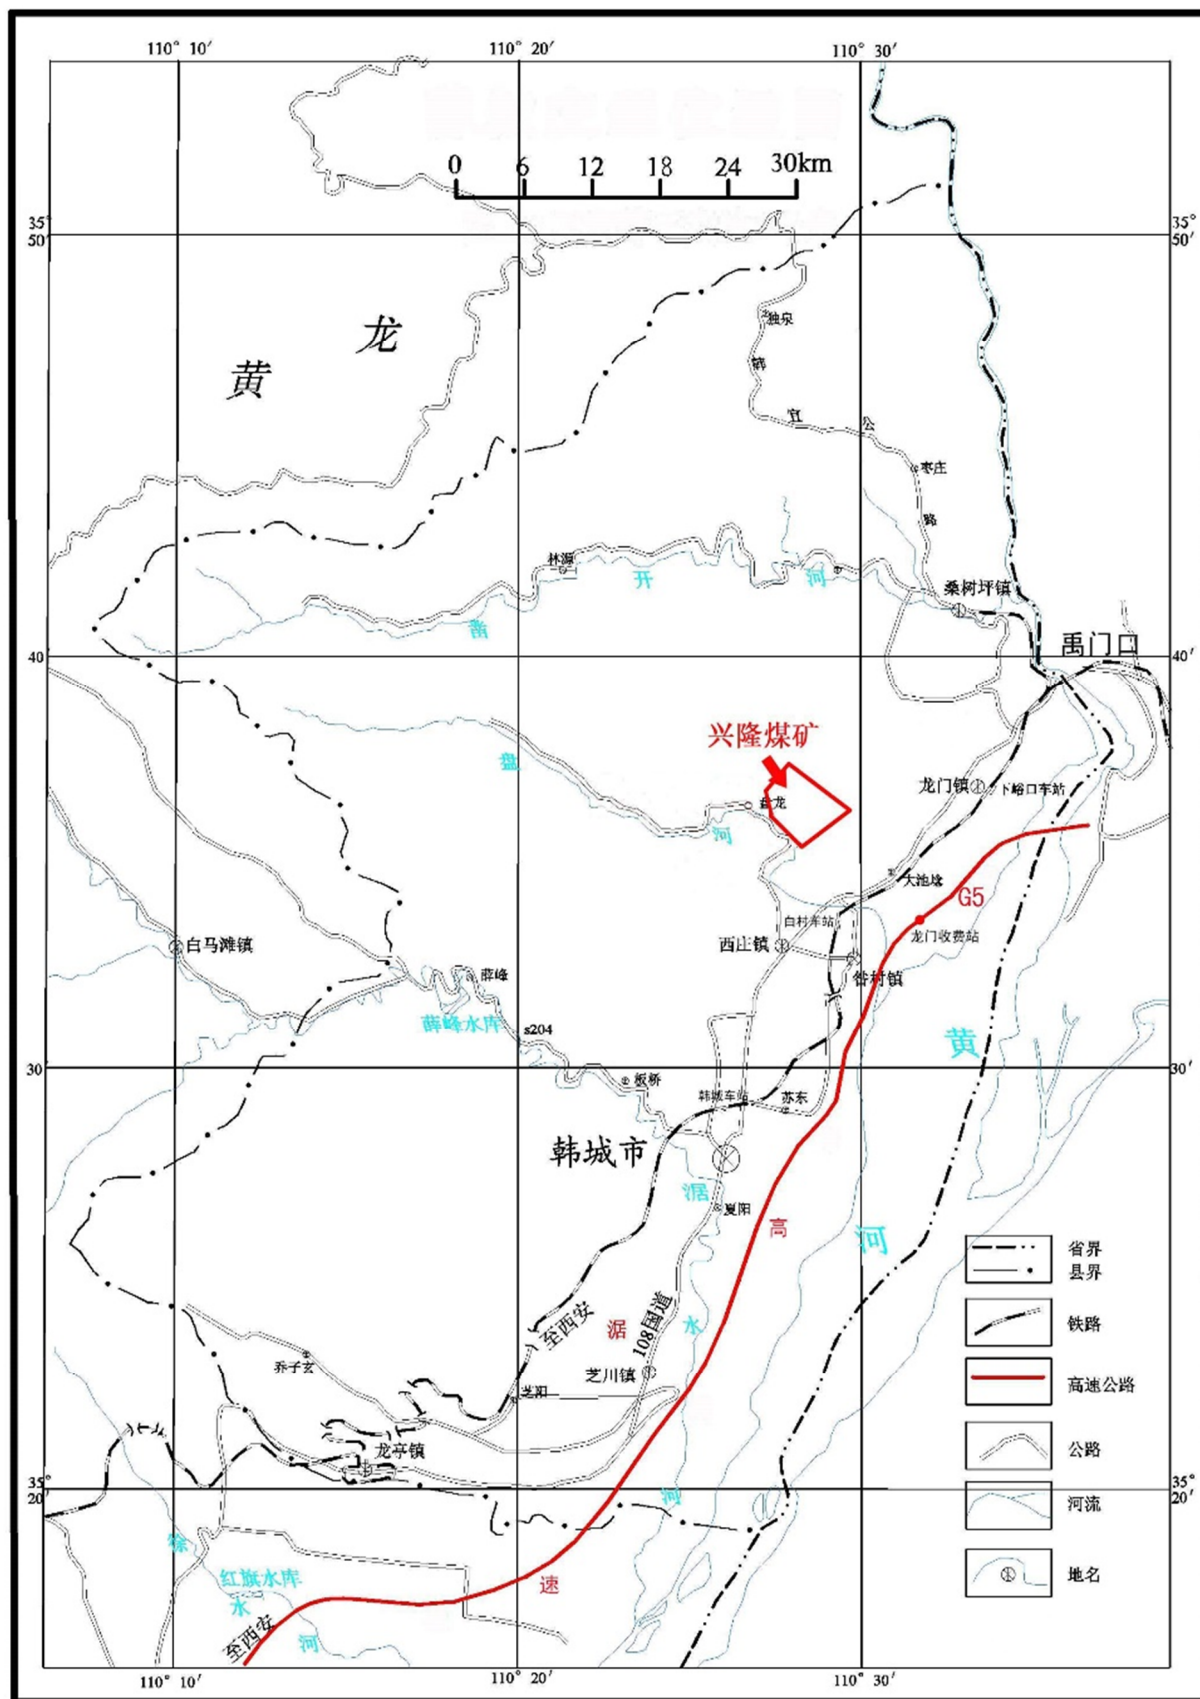 110° 10′
110° 20′
110° 30′
0 6 12 18 24 30km
35° 50′
35° 50′
独泉
龙
黄
韩
宜
公
枣庄
路
林源
开
河
凿
桑树坪镇
禹门口
40′
40′
兴隆煤矿
盘
河
盘龙
龙门镇
下峪口车站
大池埝
G5
白村车站
龙门收费站
西庄镇
昝村镇
白马滩镇
薛峰
薛峰水库
s204
黄
30′
30′
板桥
韩城车站
苏东
韩城市
涺
夏阳
高
河
省界
县界
至西安
涺
108国道
水
铁路
乔子玄
芝川镇
芝阳
高速公路
龙亭镇
公路
35° 20′
35° 20′
河
河流
徐
红旗水库
速
地名
水
至西安
河
110° 10′
110° 20′
110° 30′